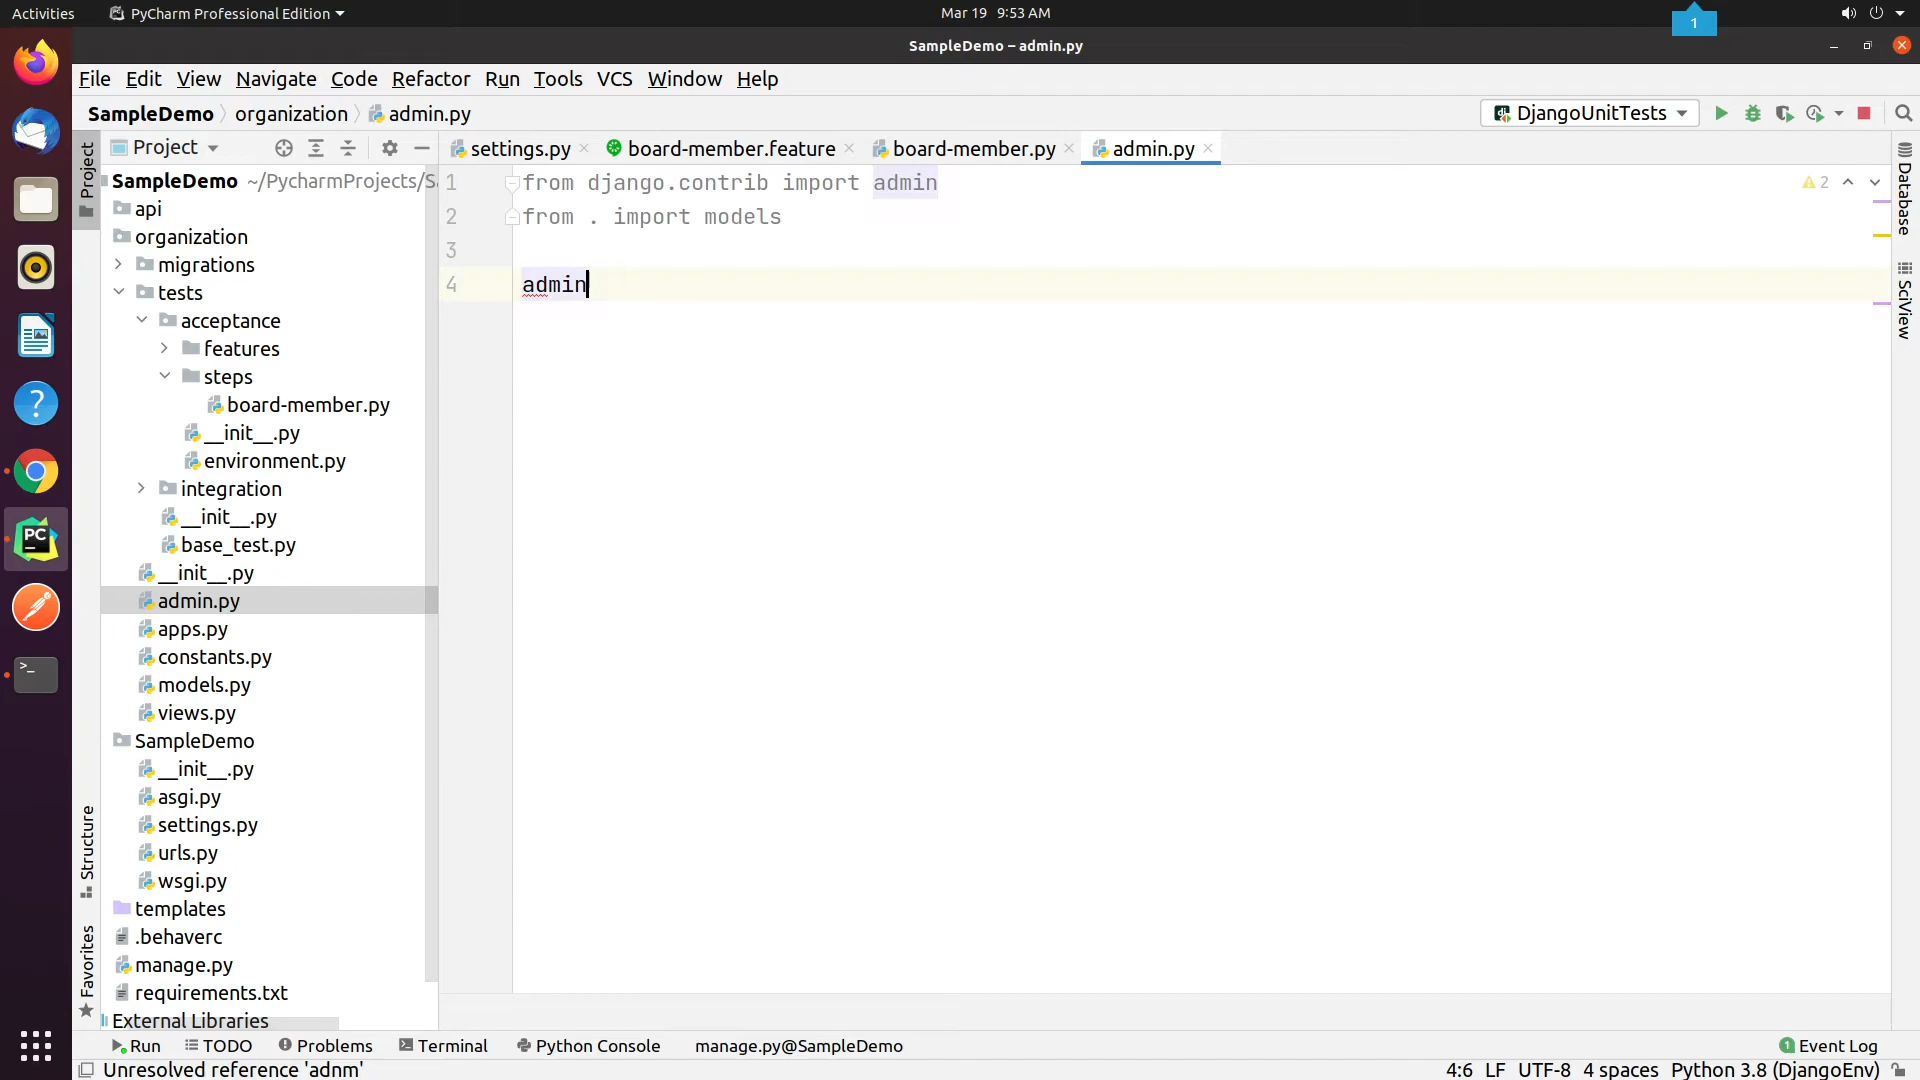 Activities
PyCharm Professional Edition
Mar 19 9:53 AM
1
SampleDemo – admin.py
File Edit View Navigate Code Refactor Run Tools VCS Window Help
SampleDemo organization admin.py
DjangoUnitTests
Project
settings.py board-member.feature board-member.py admin.py
SampleDemo ~/PycharmProjects/S
api
organization
migrations
tests
acceptance
features
steps
board-member.py
__init__.py
environment.py
integration
__init__.py
base_test.py
__init__.py
admin.py
apps.py
constants.py
models.py
views.py
SampleDemo
__init__.py
asgi.py
settings.py
urls.py
wsgi.py
templates
.behaverc
manage.py
requirements.txt
External Libraries
1 from django.contrib import admin
2 from . import models
3
4 admin
2
Project
Structure
Favorites
Database
SciView
PC
Run TODO Problems Terminal Python Console manage.py@SampleDemo
1 Event Log
Unresolved reference 'adnm'
4:6 LF UTF-8 4 spaces Python 3.8 (DjangoEnv)